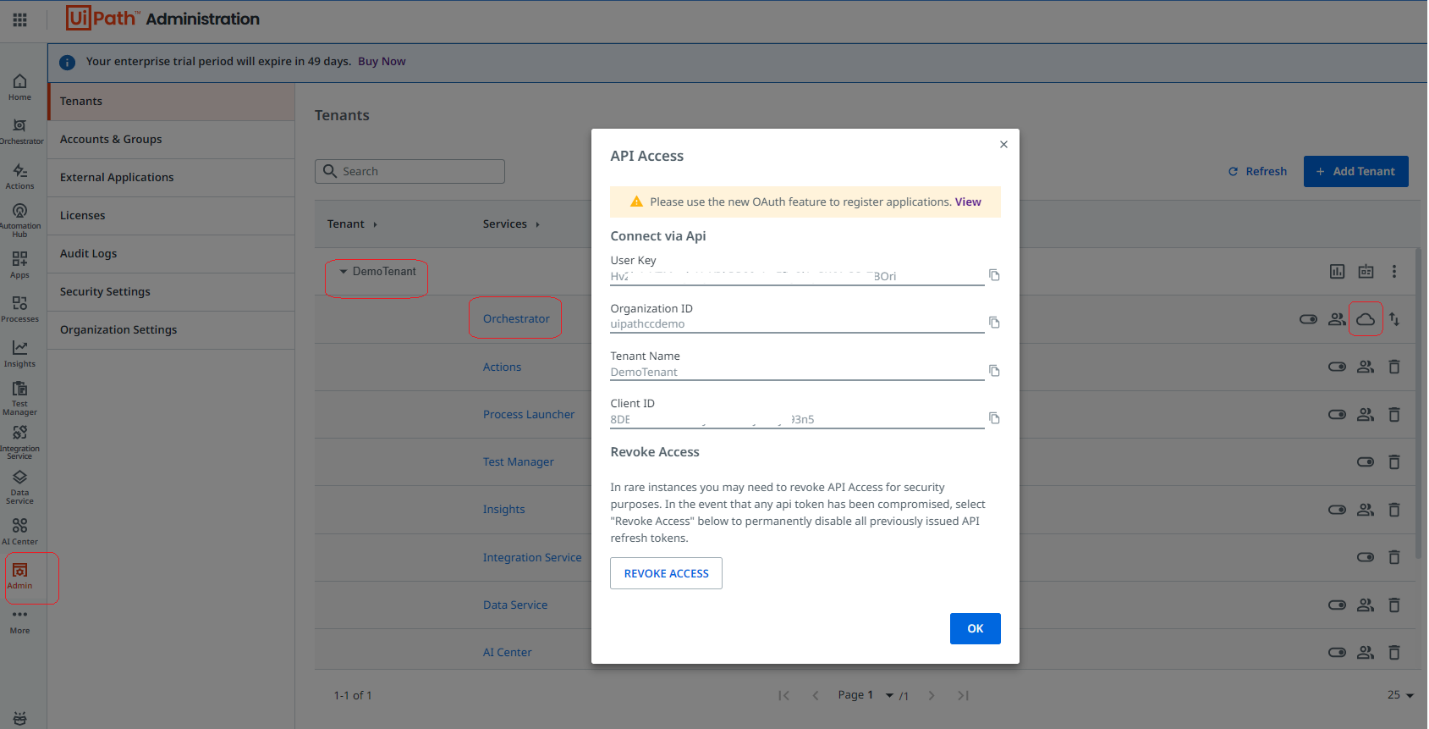 UiPath™ Administration
Your enterprise trial period will expire in 49 days. Buy Now
Home
Orchestrator
Actions
Automation
Hub
Apps
Processes
Insights
Test
Manager
Integration
Service
Data
Service
AI Center
Admin
More
Tenants
Accounts & Groups
External Applications
Licenses
Audit Logs
Security Settings
Organization Settings
Tenants
Search
Refresh
+ Add Tenant
Tenant
Services
DemoTenant
Orchestrator
Actions
Process Launcher
Test Manager
Insights
Integration Service
Data Service
AI Center
1-1 of 1
Page 1 /1
25
API Access
Please use the new OAuth feature to register applications. View
Connect via Api
User Key
Organization ID
uipathccdemo
Tenant Name
DemoTenant
Client ID
Revoke Access
In rare instances you may need to revoke API Access for security
purposes. In the event that any api token has been compromised, select
"Revoke Access" below to permanently disable all previously issued API
refresh tokens.
REVOKE ACCESS
OK